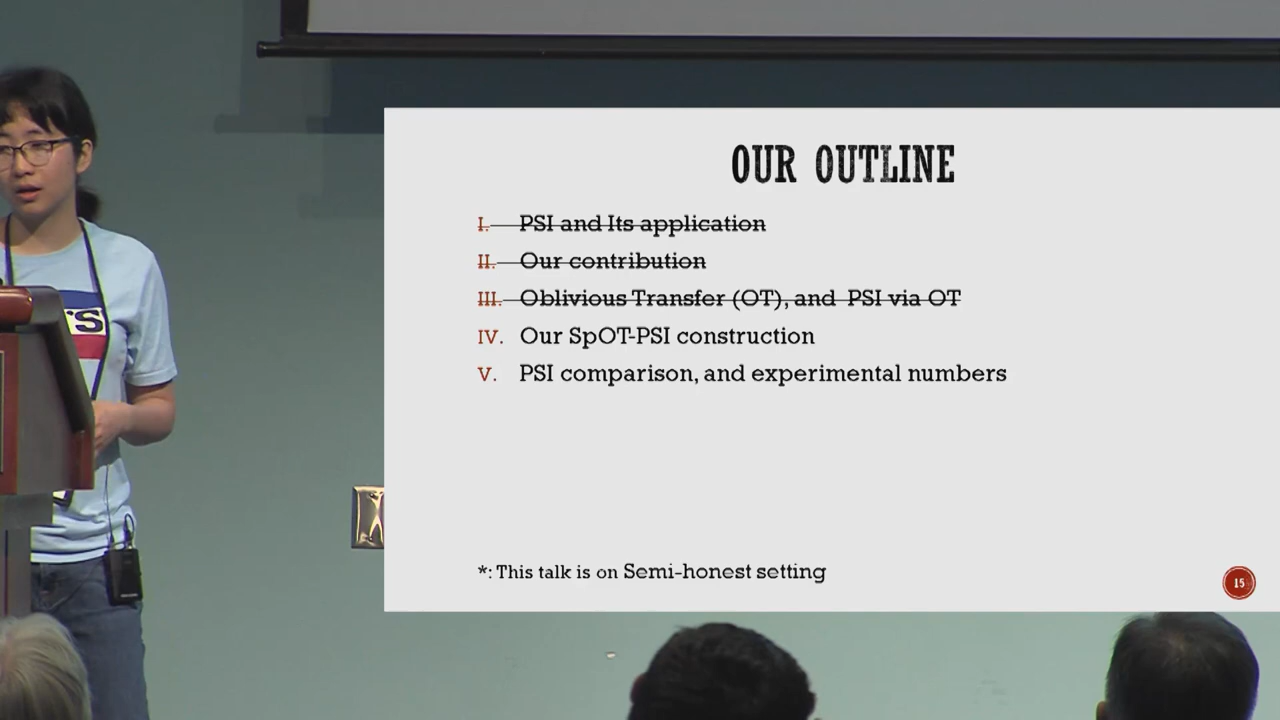 OUR OUTLINE
I. PSI and Its application
II. Our contribution
III. Oblivious Transfer (OT), and PSI via OT
IV. Our SpOT-PSI construction
V. PSI comparison, and experimental numbers
*: This talk is on Semi-honest setting
15